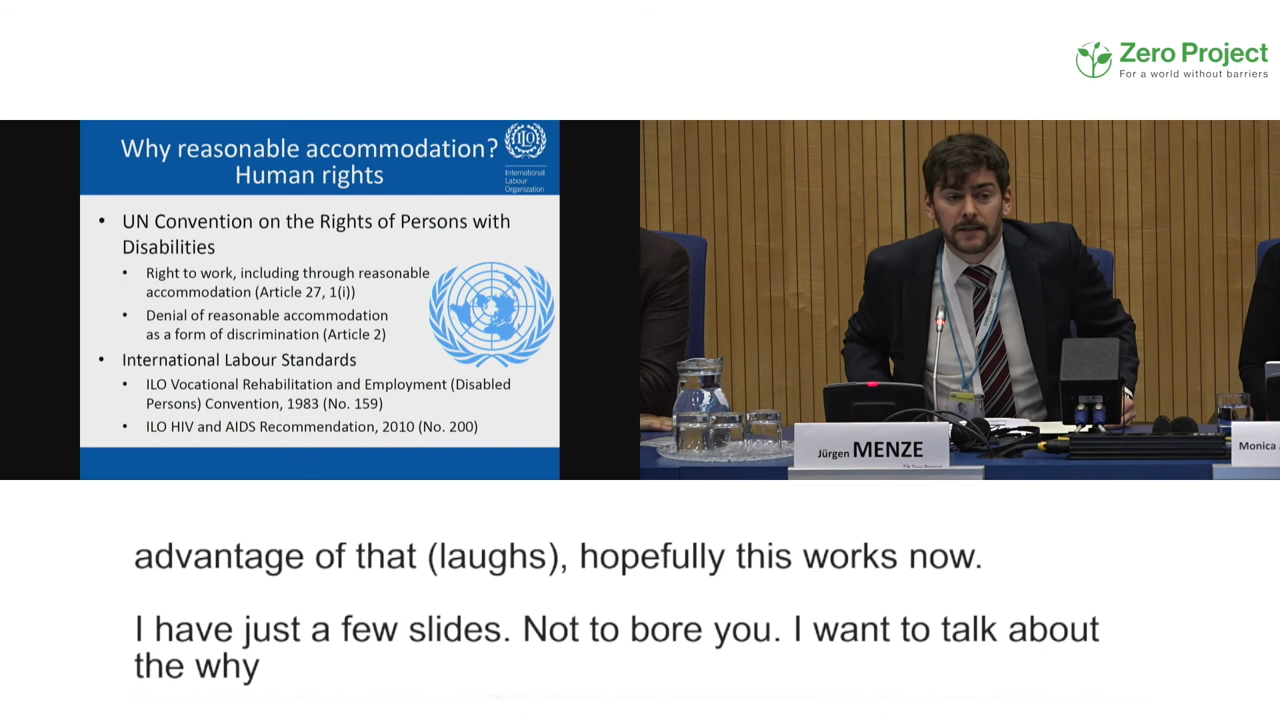 Zero Project
For a world without barriers
Why reasonable accommodation?
Human rights
ILO
International
Labour
Organization
• UN Convention on the Rights of Persons with
Disabilities
• Right to work, including through reasonable
accommodation (Article 27, 1(i))
• Denial of reasonable accommodation
as a form of discrimination (Article 2)
• International Labour Standards
• ILO Vocational Rehabilitation and Employment (Disabled
Persons) Convention, 1983 (No. 159)
• ILO HIV and AIDS Recommendation, 2010 (No. 200)
Jürgen MENZE
Monica
advantage of that (laughs), hopefully this works now.
I have just a few slides. Not to bore you. I want to talk about
the why